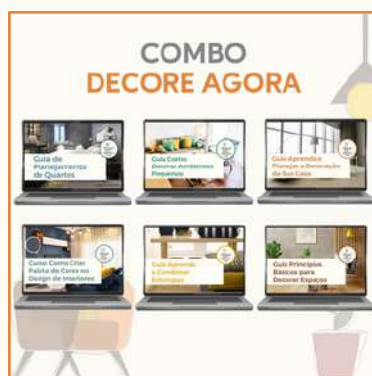 COMBO
DECORE AGORA
Guia de
Planejamento
de Quartos
Guia Como
Decorar Ambientes
Pequenos
Guia Aprenda a
Planejar a Decoração
da Sua Casa
Curso Como Criar
Paleta de Cores no
Design de Interiores
Guia Aprenda
a Combinar
Estampas
Guia Princípios
Básicos para
Decorar Espaços